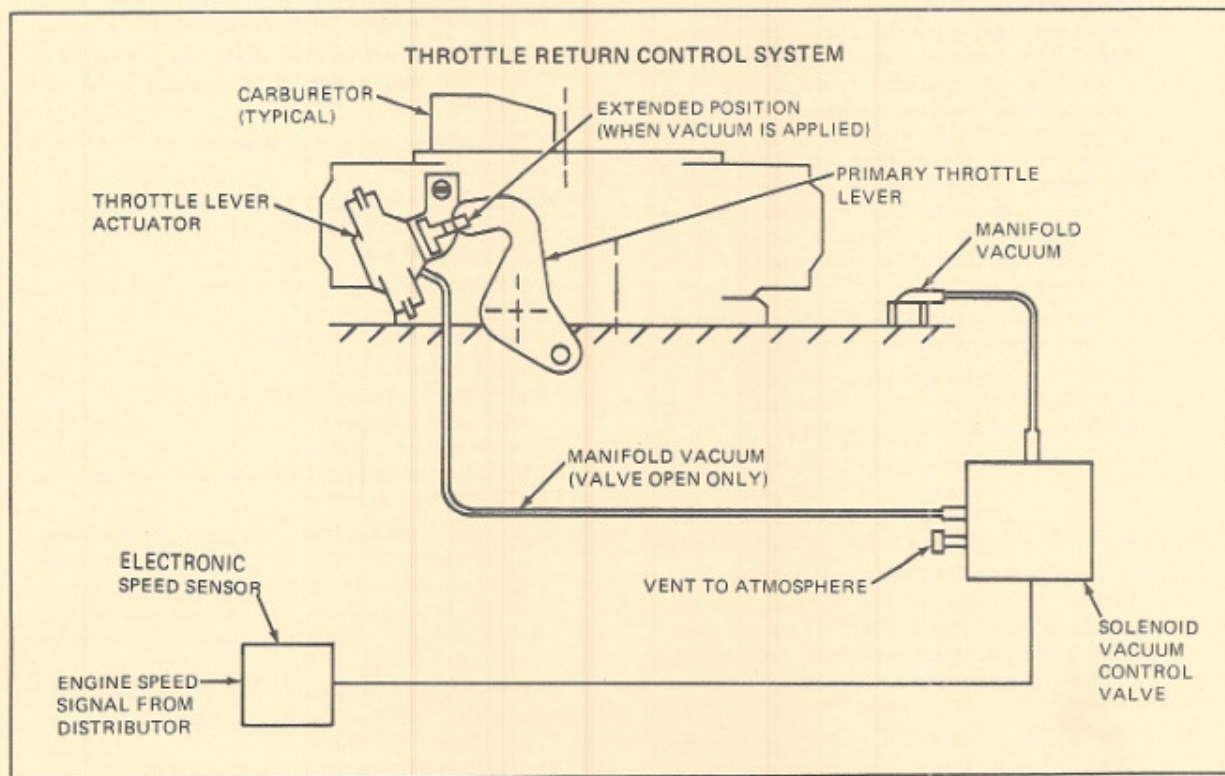 THROTTLE RETURN CONTROL SYSTEM
CARBURETOR
(TYPICAL)
EXTENDED POSITION
(WHEN VACUUM IS APPLIED)
PRIMARY THROTTLE
LEVER
THROTTLE LEVER
ACTUATOR
MANIFOLD
VACUUM
MANIFOLD VACUUM
(VALVE OPEN ONLY)
ELECTRONIC
SPEED SENSOR
VENT TO ATMOSPHERE
SOLENOID
VACUUM
CONTROL
VALVE
ENGINE SPEED
SIGNAL FROM
DISTRIBUTOR